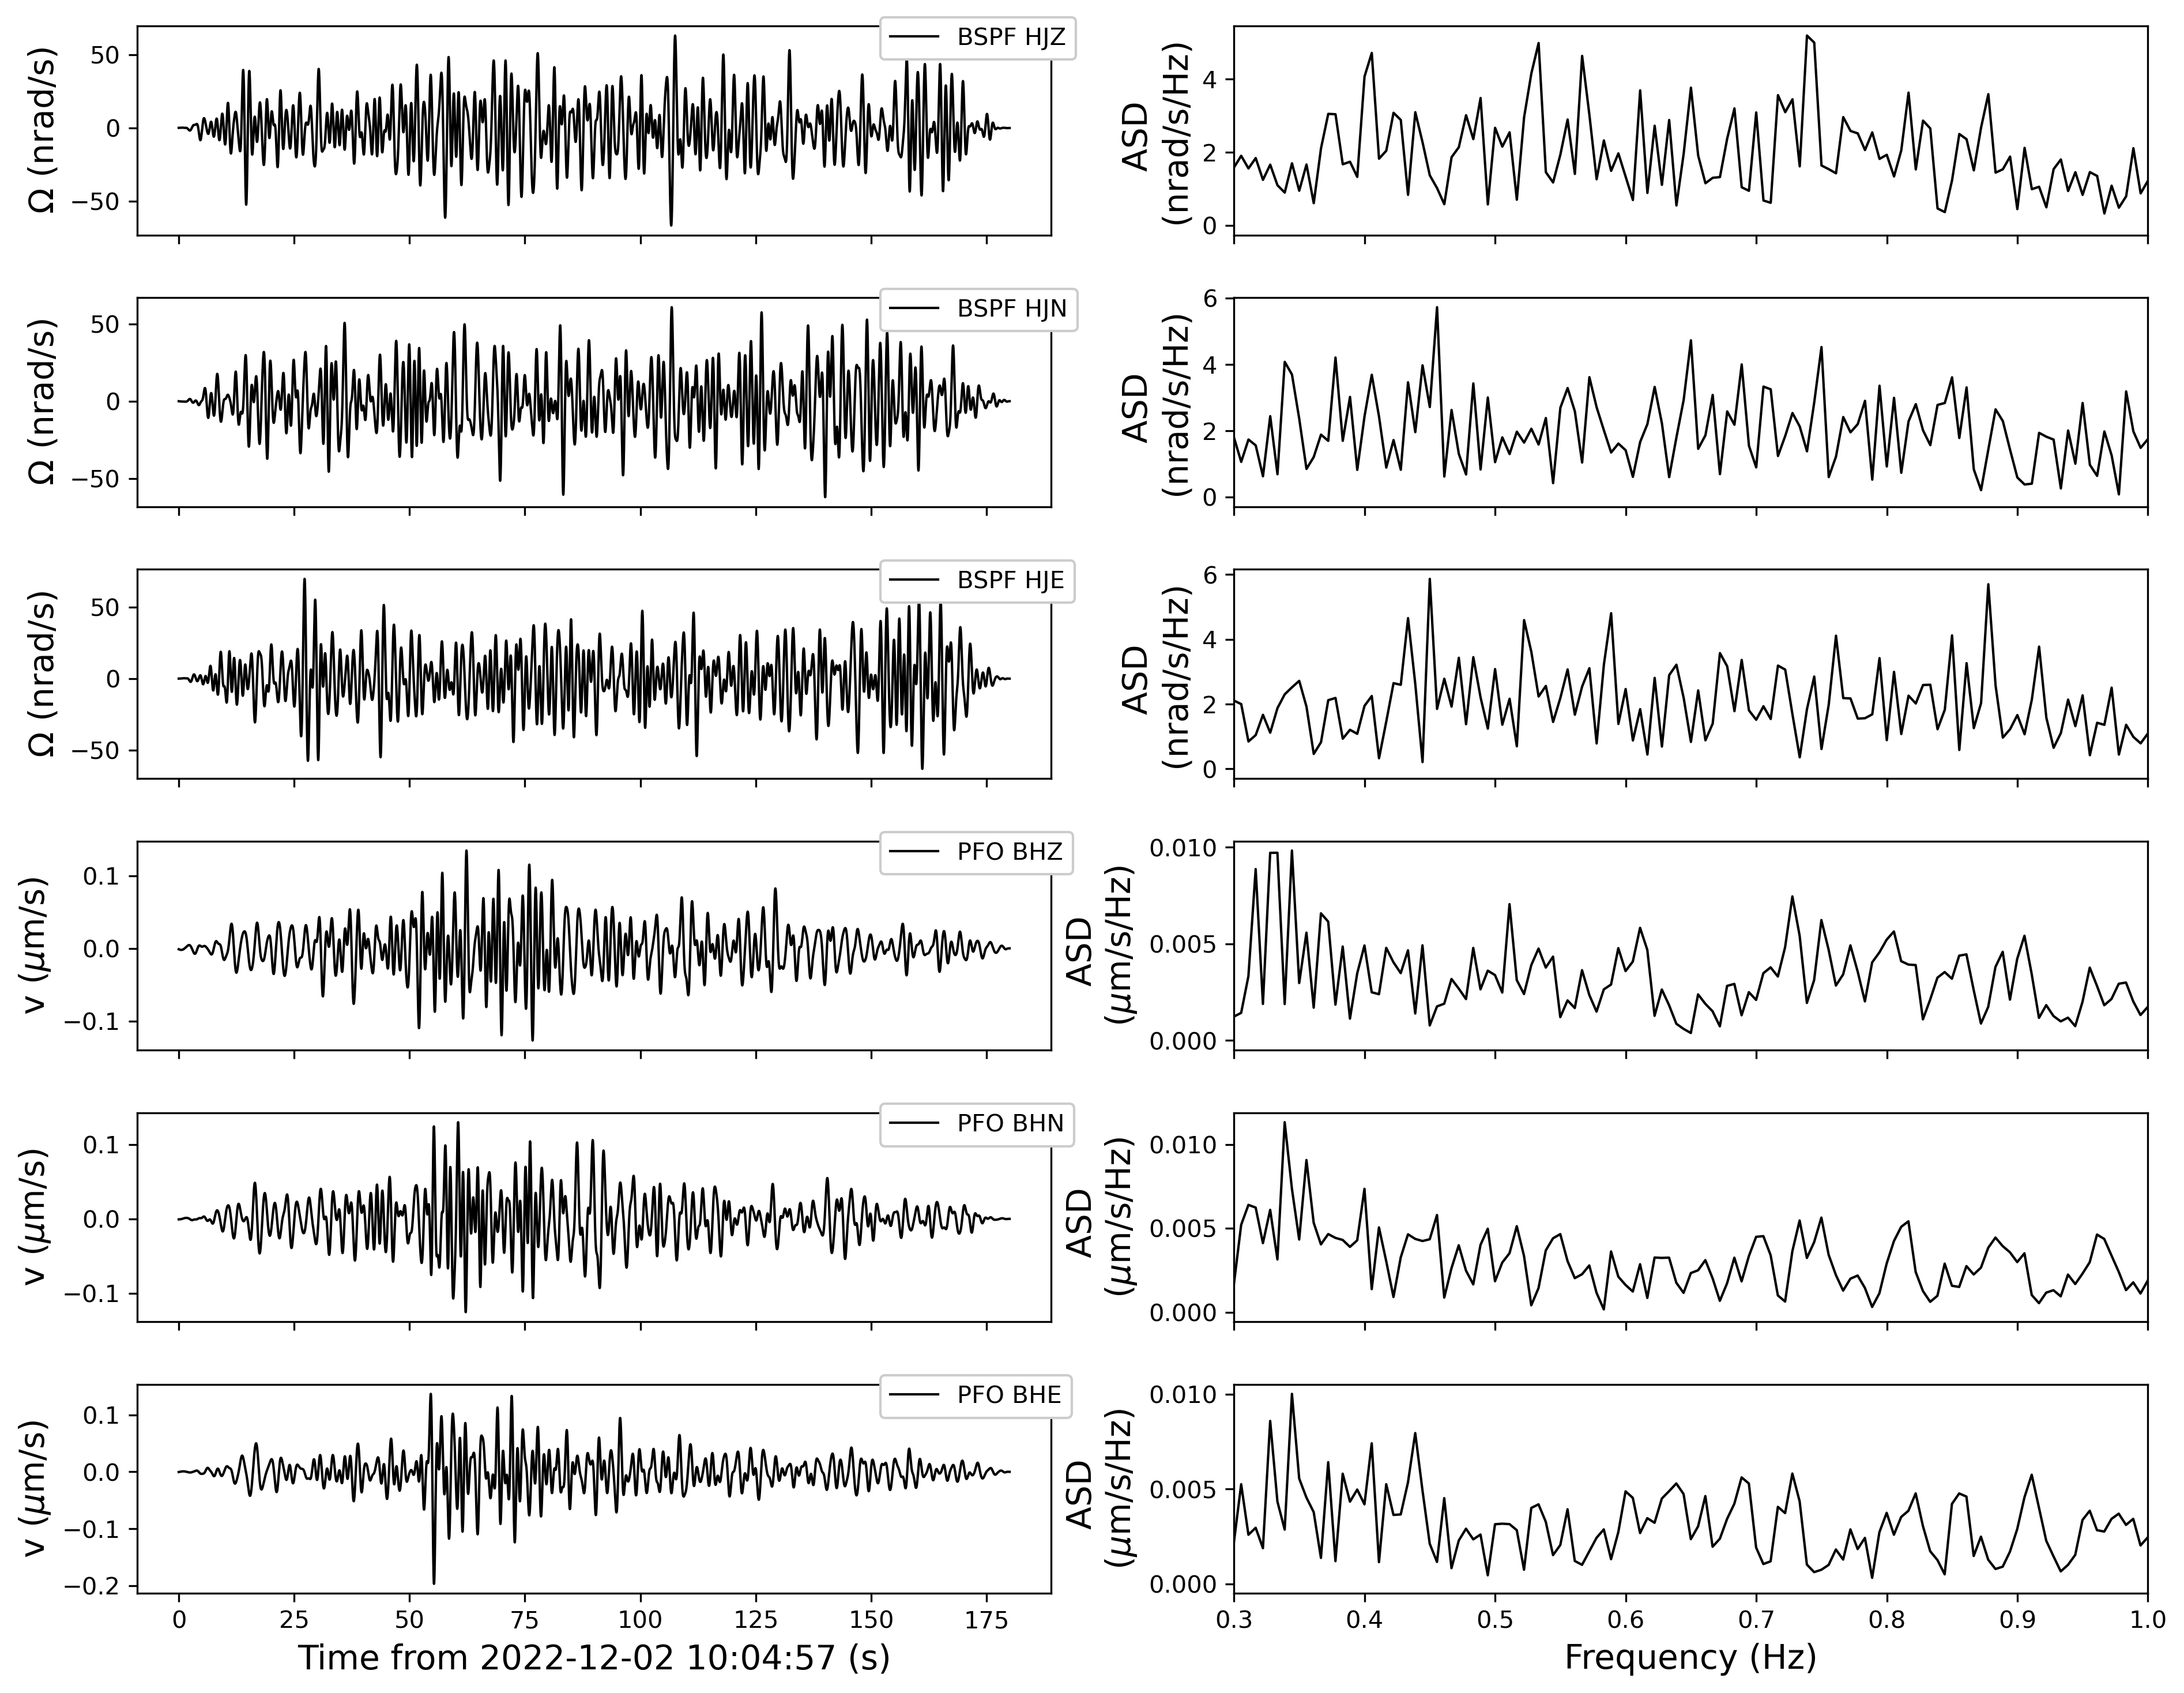 BSPF HJZ
50
0
−50
Ω (nrad/s)
4
2
0
ASD
(nrad/s/Hz)
BSPF HJN
50
0
−50
Ω (nrad/s)
6
4
2
0
ASD
(nrad/s/Hz)
BSPF HJE
50
0
−50
Ω (nrad/s)
6
4
2
0
ASD
(nrad/s/Hz)
PFO BHZ
0.1
0.0
−0.1
v (μm/s)
0.010
0.005
0.000
ASD
(μm/s/Hz)
PFO BHN
0.1
0.0
−0.1
v (μm/s)
0.010
0.005
0.000
ASD
(μm/s/Hz)
PFO BHE
0.1
0.0
−0.1
−0.2
v (μm/s)
0 25 50 75 100 125 150 175
Time from 2022-12-02 10:04:57 (s)
0.010
0.005
0.000
ASD
(μm/s/Hz)
0.3 0.4 0.5 0.6 0.7 0.8 0.9 1.0
Frequency (Hz)